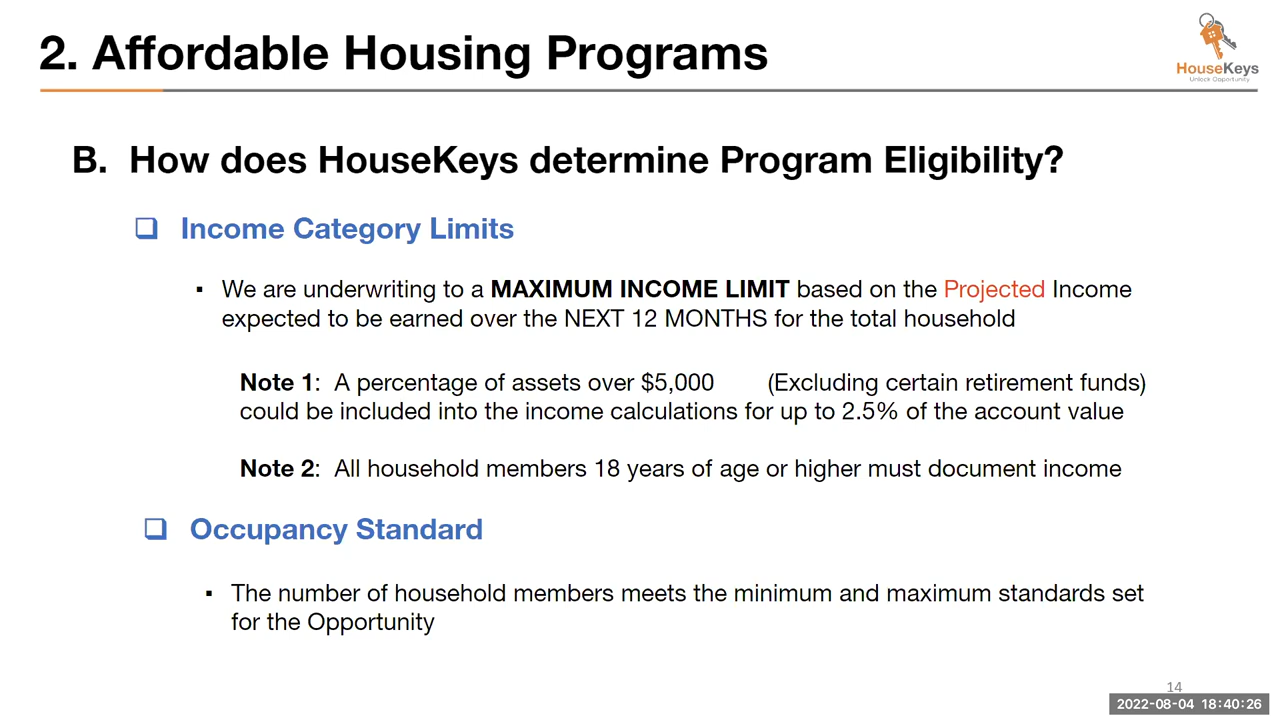 2. Affordable Housing Programs
HouseKeys
Unlock Opportunity
B. How does HouseKeys determine Program Eligibility?
❑ Income Category Limits
▪ We are underwriting to a MAXIMUM INCOME LIMIT based on the Projected Income
expected to be earned over the NEXT 12 MONTHS for the total household
Note 1: A percentage of assets over $5,000 (Excluding certain retirement funds)
could be included into the income calculations for up to 2.5% of the account value
Note 2: All household members 18 years of age or higher must document income
❑ Occupancy Standard
▪ The number of household members meets the minimum and maximum standards set
for the Opportunity
14
2022-08-04 18:40:26